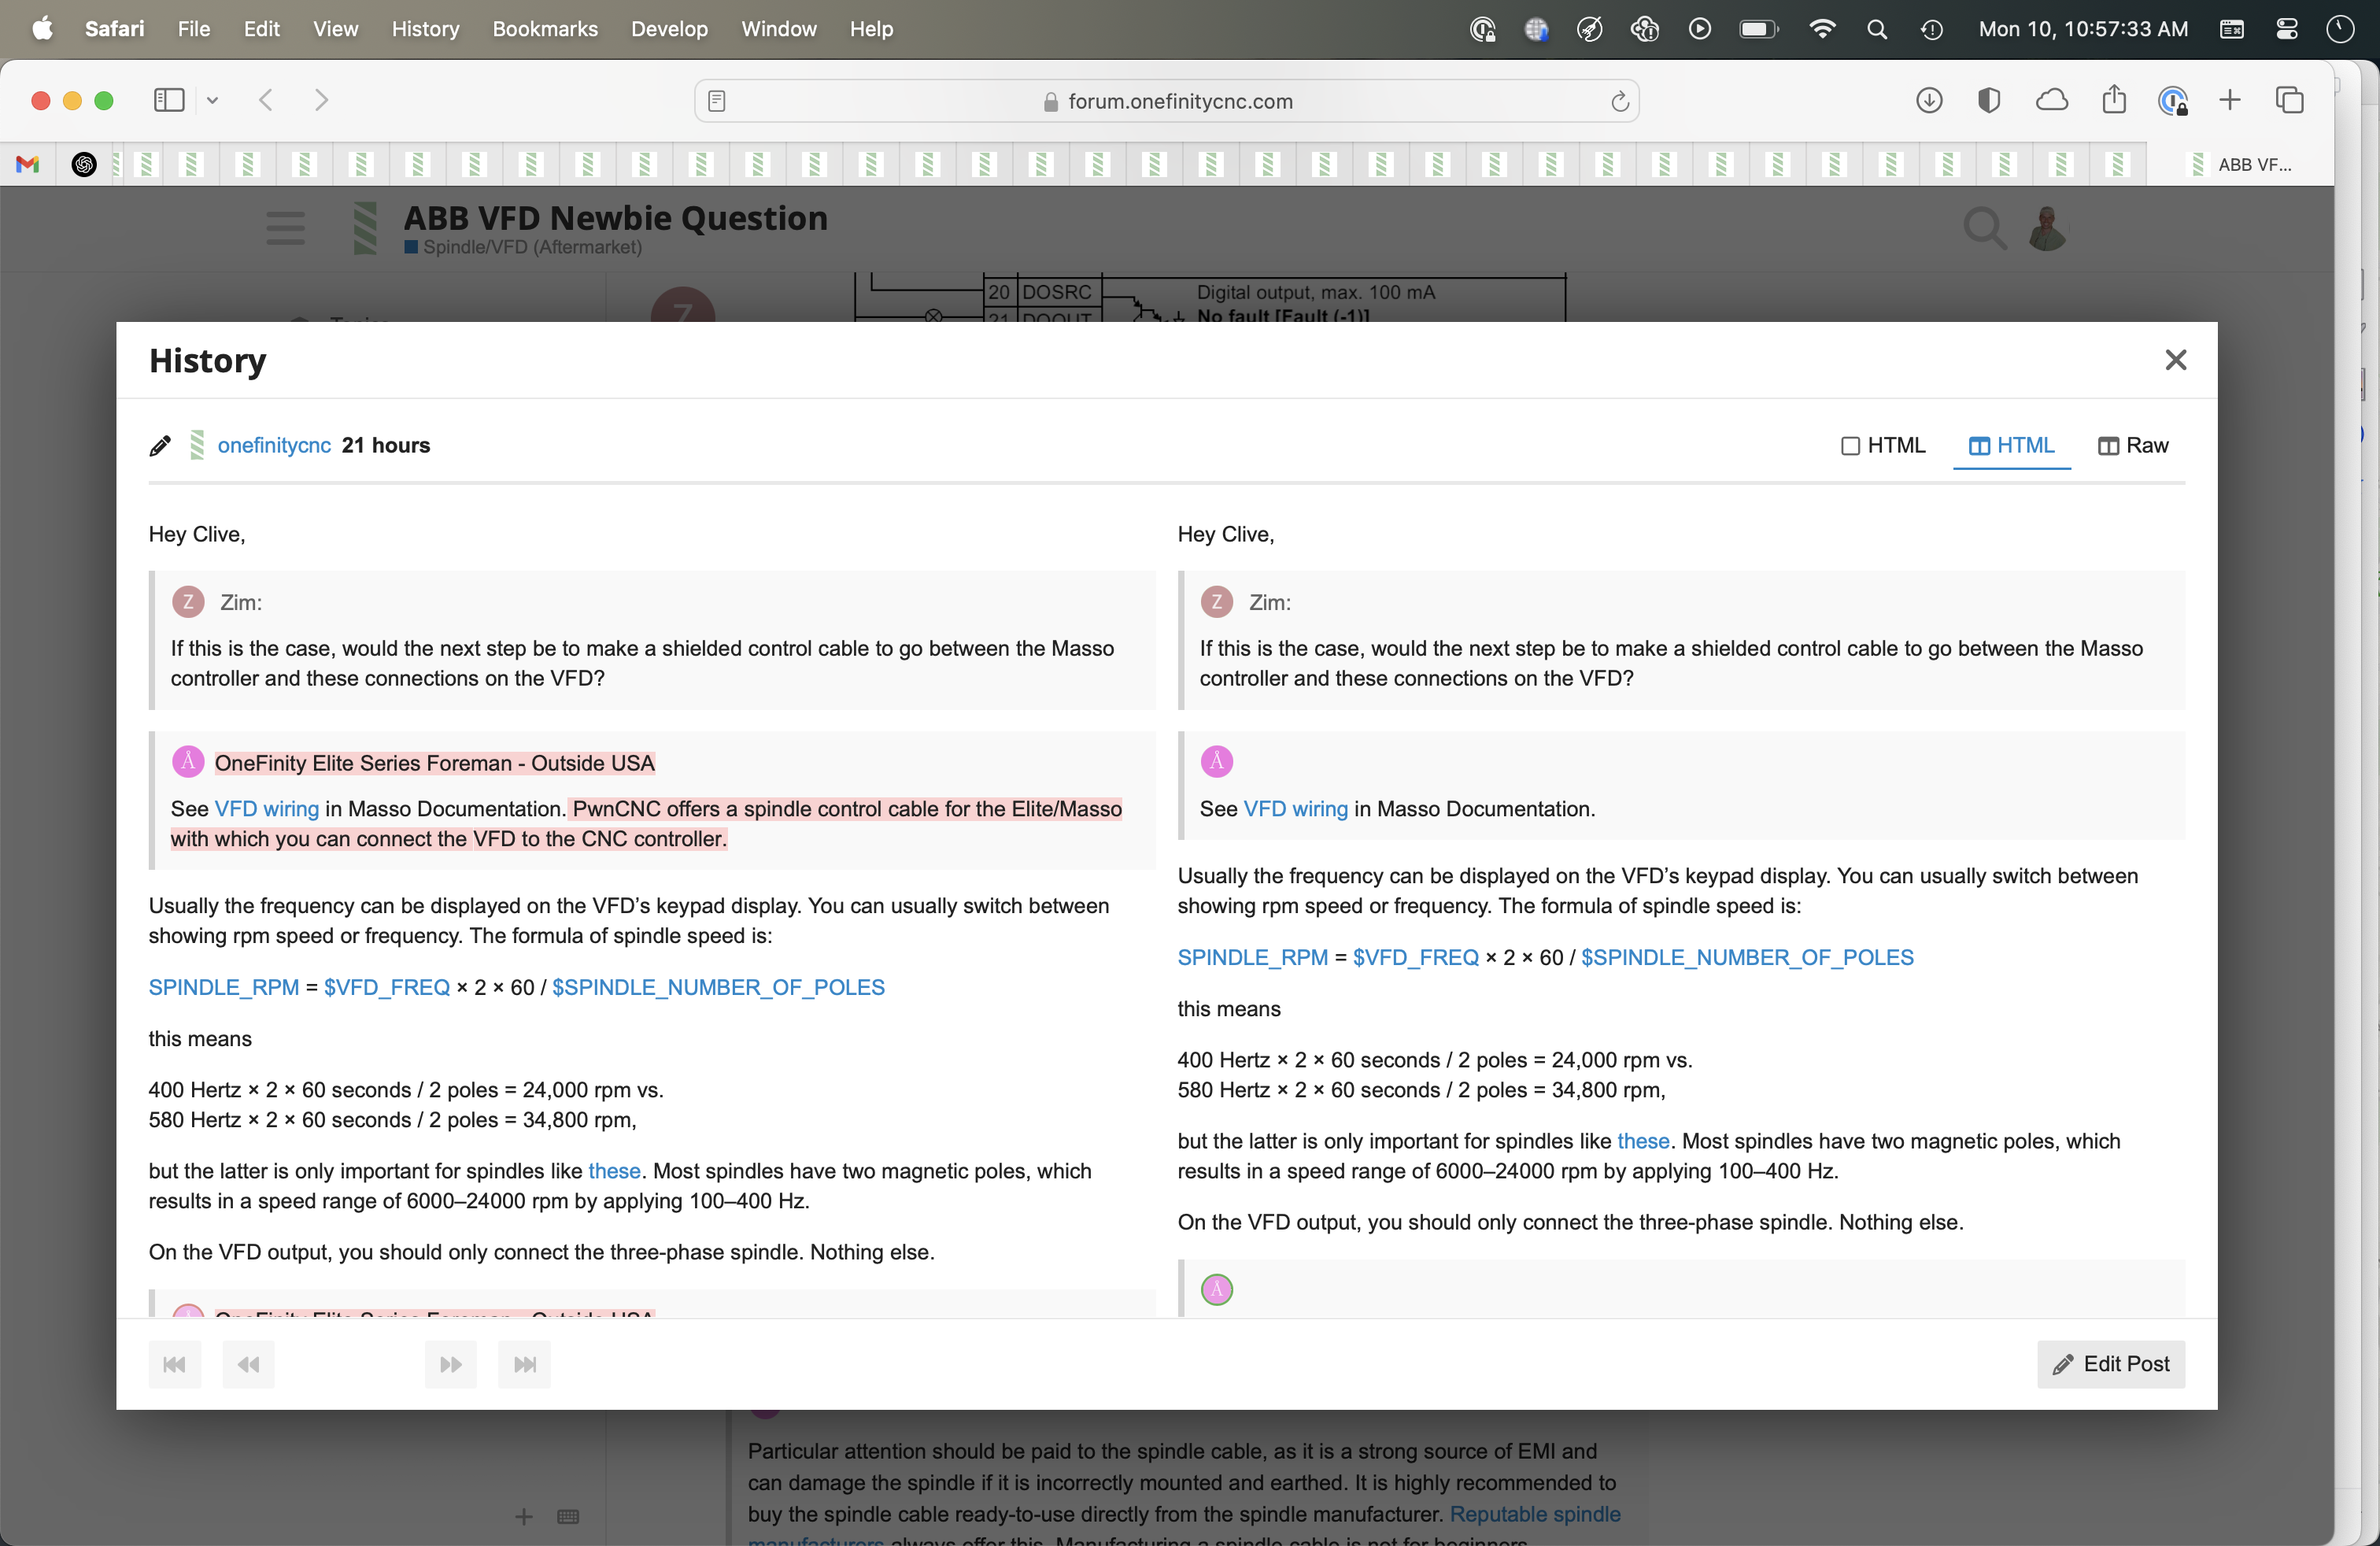 Safari File Edit View History Bookmarks Develop Window Help Mon 10, 10:57:33 AM
forum.onefinitycnc.com
ABB VF...
ABB VFD Newbie Question
Spindle/VFD (Aftermarket)
20 DOSRC Digital output, max. 100 mA
Z 21 DOOUT No fault [Fault (-1)]
Topics
History
onefinitycnc 21 hours HTML HTML Raw
Hey Clive,
Z Zim:
If this is the case, would the next step be to make a shielded control cable to go between the Masso
controller and these connections on the VFD?
Å OneFinity Elite Series Foreman - Outside USA
See VFD wiring in Masso Documentation. PwnCNC offers a spindle control cable for the Elite/Masso
with which you can connect the VFD to the CNC controller.
Usually the frequency can be displayed on the VFD’s keypad display. You can usually switch between
showing rpm speed or frequency. The formula of spindle speed is:
SPINDLE_RPM = $VFD_FREQ × 2 × 60 / $SPINDLE_NUMBER_OF_POLES
this means
400 Hertz × 2 × 60 seconds / 2 poles = 24,000 rpm vs.
580 Hertz × 2 × 60 seconds / 2 poles = 34,800 rpm,
but the latter is only important for spindles like these. Most spindles have two magnetic poles, which
results in a speed range of 6000–24000 rpm by applying 100–400 Hz.
On the VFD output, you should only connect the three-phase spindle. Nothing else.
OneFinity Elite Series Foreman - Outside USA
Hey Clive,
Z Zim:
If this is the case, would the next step be to make a shielded control cable to go between the Masso
controller and these connections on the VFD?
Å
See VFD wiring in Masso Documentation.
Usually the frequency can be displayed on the VFD’s keypad display. You can usually switch between
showing rpm speed or frequency. The formula of spindle speed is:
SPINDLE_RPM = $VFD_FREQ × 2 × 60 / $SPINDLE_NUMBER_OF_POLES
this means
400 Hertz × 2 × 60 seconds / 2 poles = 24,000 rpm vs.
580 Hertz × 2 × 60 seconds / 2 poles = 34,800 rpm,
but the latter is only important for spindles like these. Most spindles have two magnetic poles, which
results in a speed range of 6000–24000 rpm by applying 100–400 Hz.
On the VFD output, you should only connect the three-phase spindle. Nothing else.
Å
Edit Post
Particular attention should be paid to the spindle cable, as it is a strong source of EMI and
can damage the spindle if it is incorrectly mounted and earthed. It is highly recommended to
buy the spindle cable ready-to-use directly from the spindle manufacturer. Reputable spindle
manufacturers always offer this. Manufacturing a spindle cable is not for beginners.